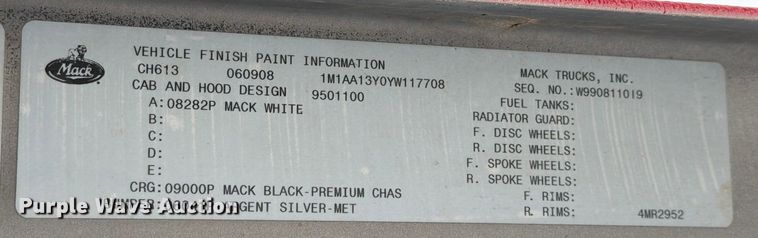 Mack
VEHICLE FINISH PAINT INFORMATION
CH613 060908 1M1AA13Y0YW117708
CAB AND HOOD DESIGN 9501100
A: 08282P MACK WHITE
B:
C:
D:
E:
CRG: 09000P MACK BLACK-PREMIUM CHAS
ARGENT SILVER-MET
MACK TRUCKS, INC.
SEQ. NO.: W990811019
FUEL TANKS:
RADIATOR GUARD:
F. DISC WHEELS:
R. DISC WHEELS:
F. SPOKE WHEELS:
R. SPOKE WHEELS:
F. RIMS:
R. RIMS: 4MR2952
Purple Wave Auction